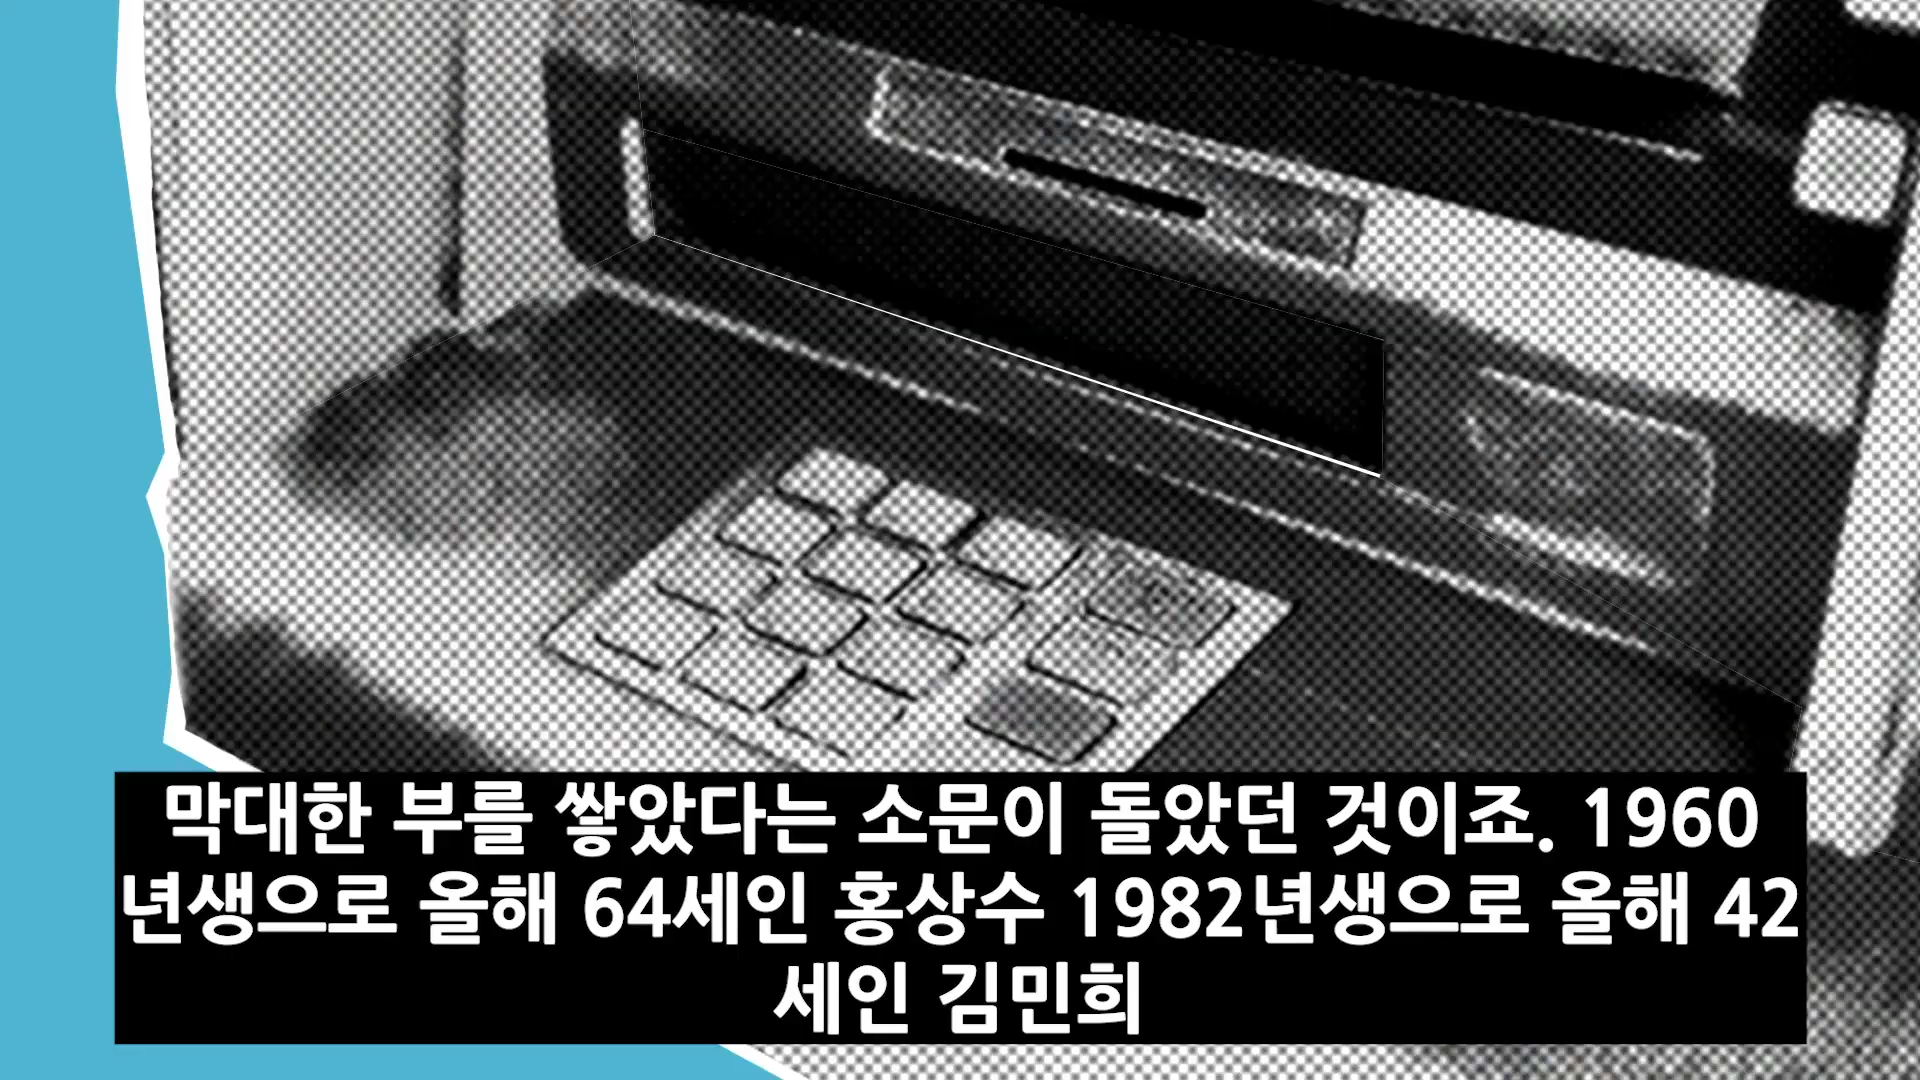 막대한 부를 쌓았다는 소문이 돌았던 것이죠. 1960
년생으로 올해 64세인 홍상수 1982년생으로 올해 42
세인 김민희